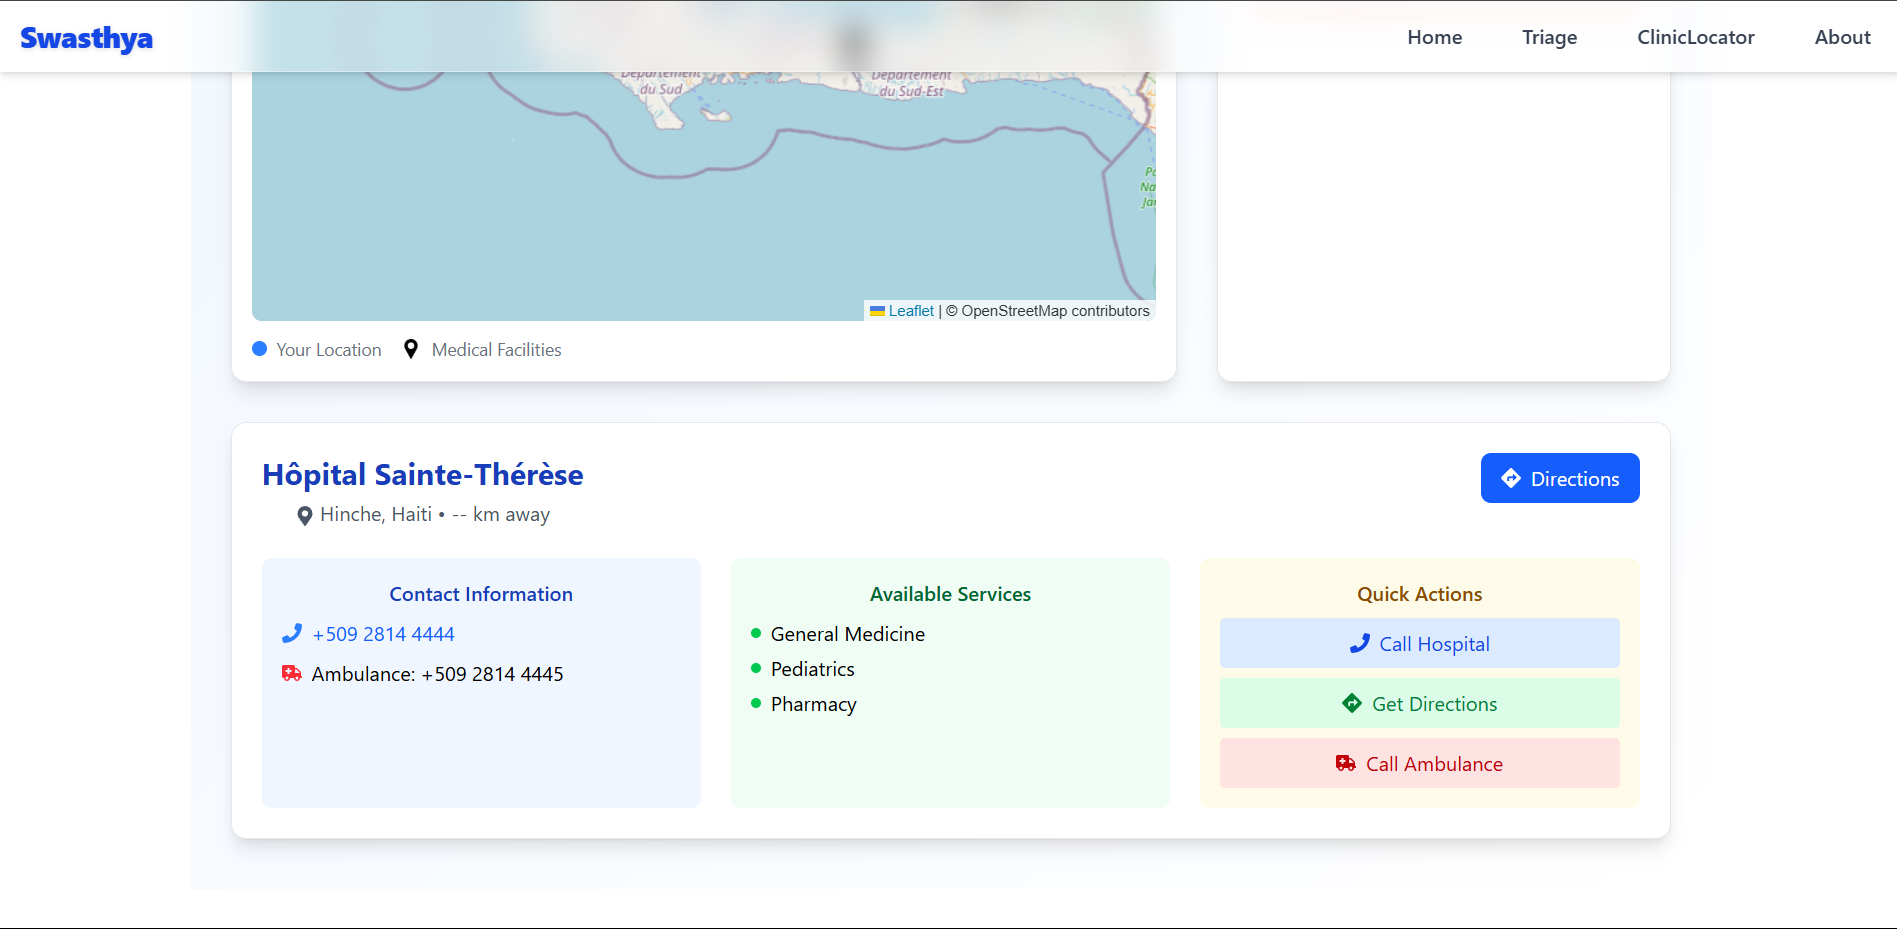 Swasthya
Home
Triage
ClinicLocator
About
Département
du Sud
Département
du Sud-Est
Leaflet | © OpenStreetMap contributors
Your Location
Medical Facilities
Hôpital Sainte-Thérèse
Directions
Hinche, Haiti • -- km away
Contact Information
+509 2814 4444
Ambulance: +509 2814 4445
Available Services
General Medicine
Pediatrics
Pharmacy
Quick Actions
Call Hospital
Get Directions
Call Ambulance